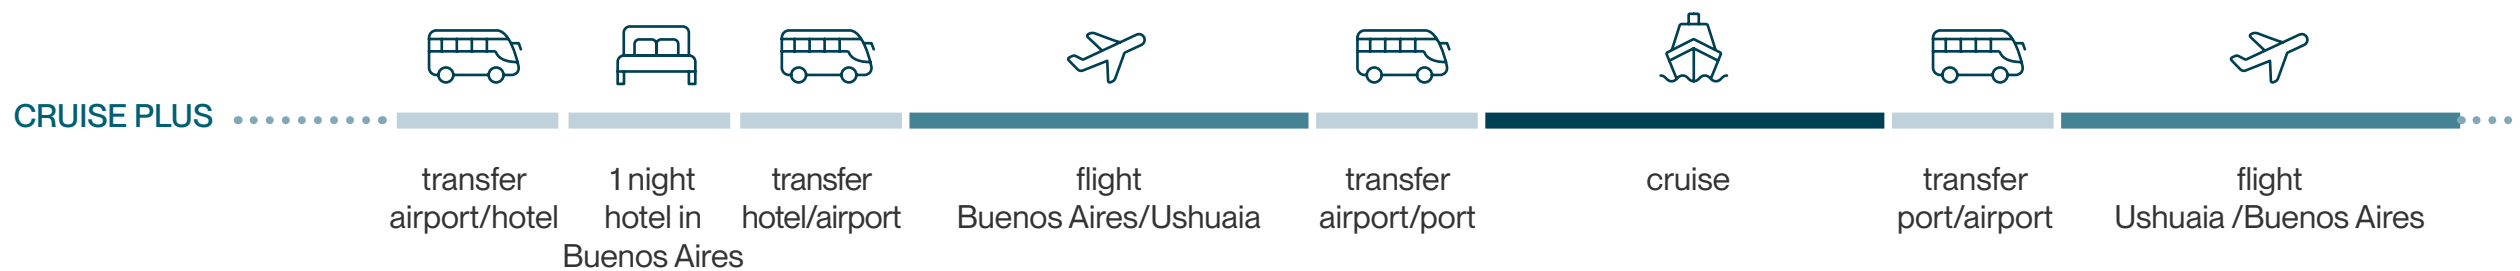 CRUISE PLUS
transfer
airport/hotel
1 night
hotel in
Buenos Aires
transfer
hotel/airport
flight
Buenos Aires/Ushuaia
transfer
airport/port
cruise
transfer
port/airport
flight
Ushuaia /Buenos Aires